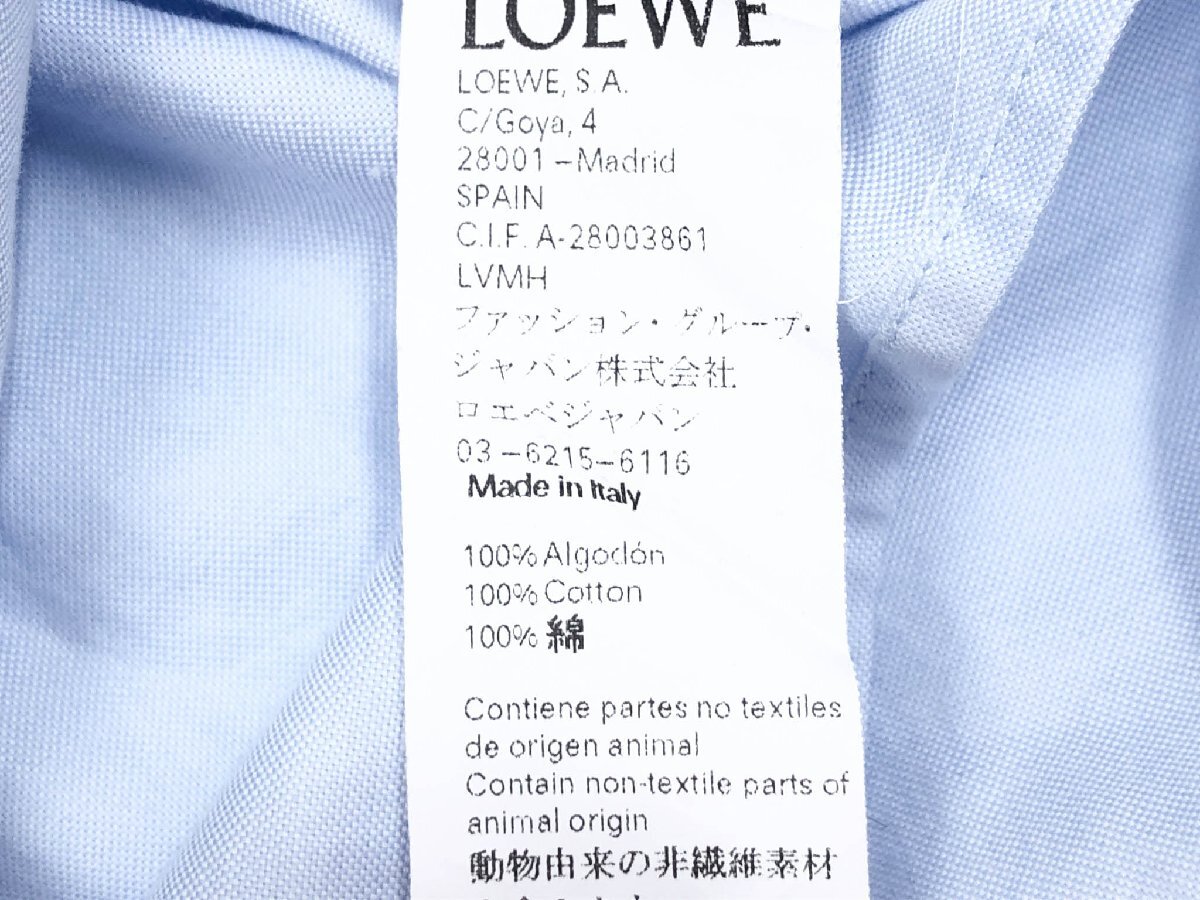 LOEWE
LOEWE, S.A.
C/Goya, 4
28001 –Madrid
SPAIN
C.I.F. A-28003861
LVMH
ファッション・グループ・
ジャパン株式会社
ロエベジャパン
03–6215–6116
Made in Italy
100% Algodón
100% Cotton
100% 綿
Contiene partes no textiles
de origen animal
Contain non-textile parts of
animal origin
動物由来の非繊維素材